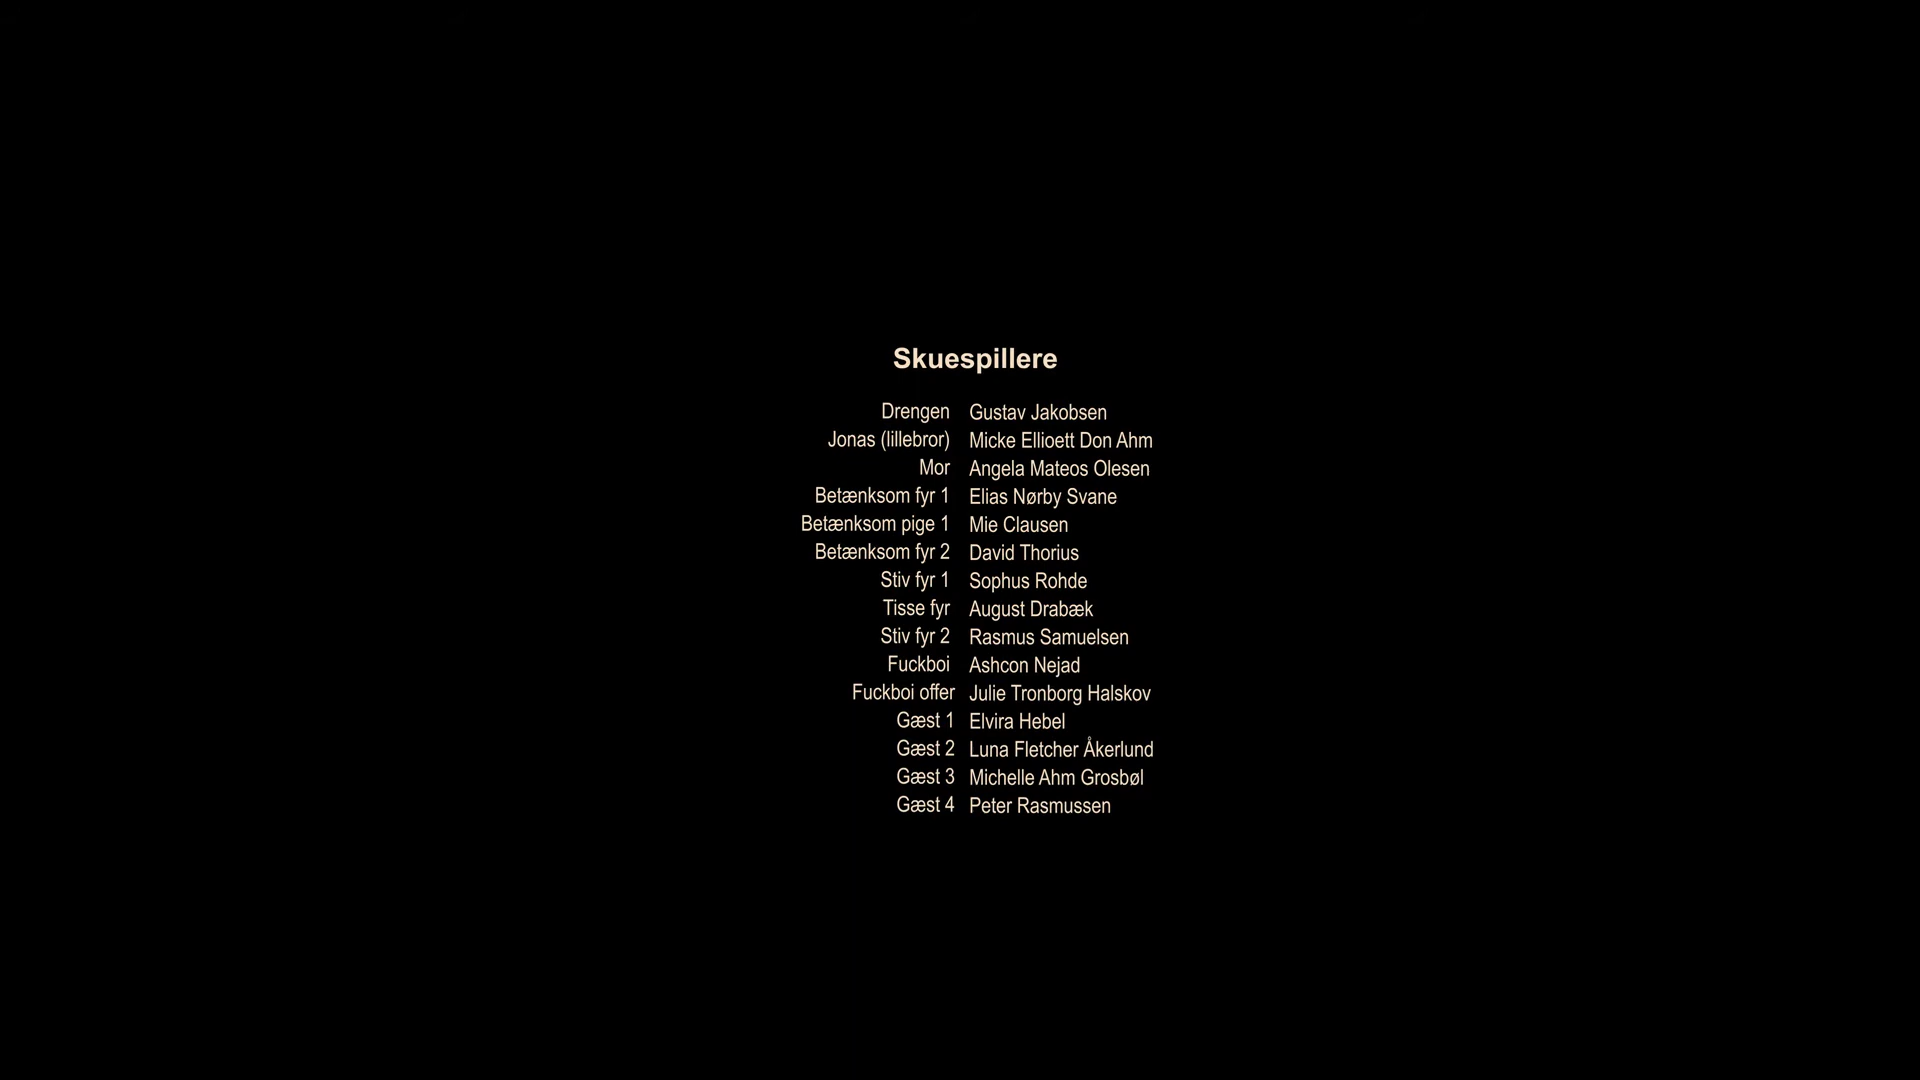 Skuespillere
Drengen Gustav Jakobsen
Jonas (lillebror) Micke Ellioett Don Ahm
Mor Angela Mateos Olesen
Betænksom fyr 1 Elias Nørby Svane
Betænksom pige 1 Mie Clausen
Betænksom fyr 2 David Thorius
Stiv fyr 1 Sophus Rohde
Tisse fyr August Drabæk
Stiv fyr 2 Rasmus Samuelsen
Fuckboi Ashcon Nejad
Fuckboi offer Julie Tronborg Halskov
Gæst 1 Elvira Hebel
Gæst 2 Luna Fletcher Åkerlund
Gæst 3 Michelle Ahm Grosbøl
Gæst 4 Peter Rasmussen